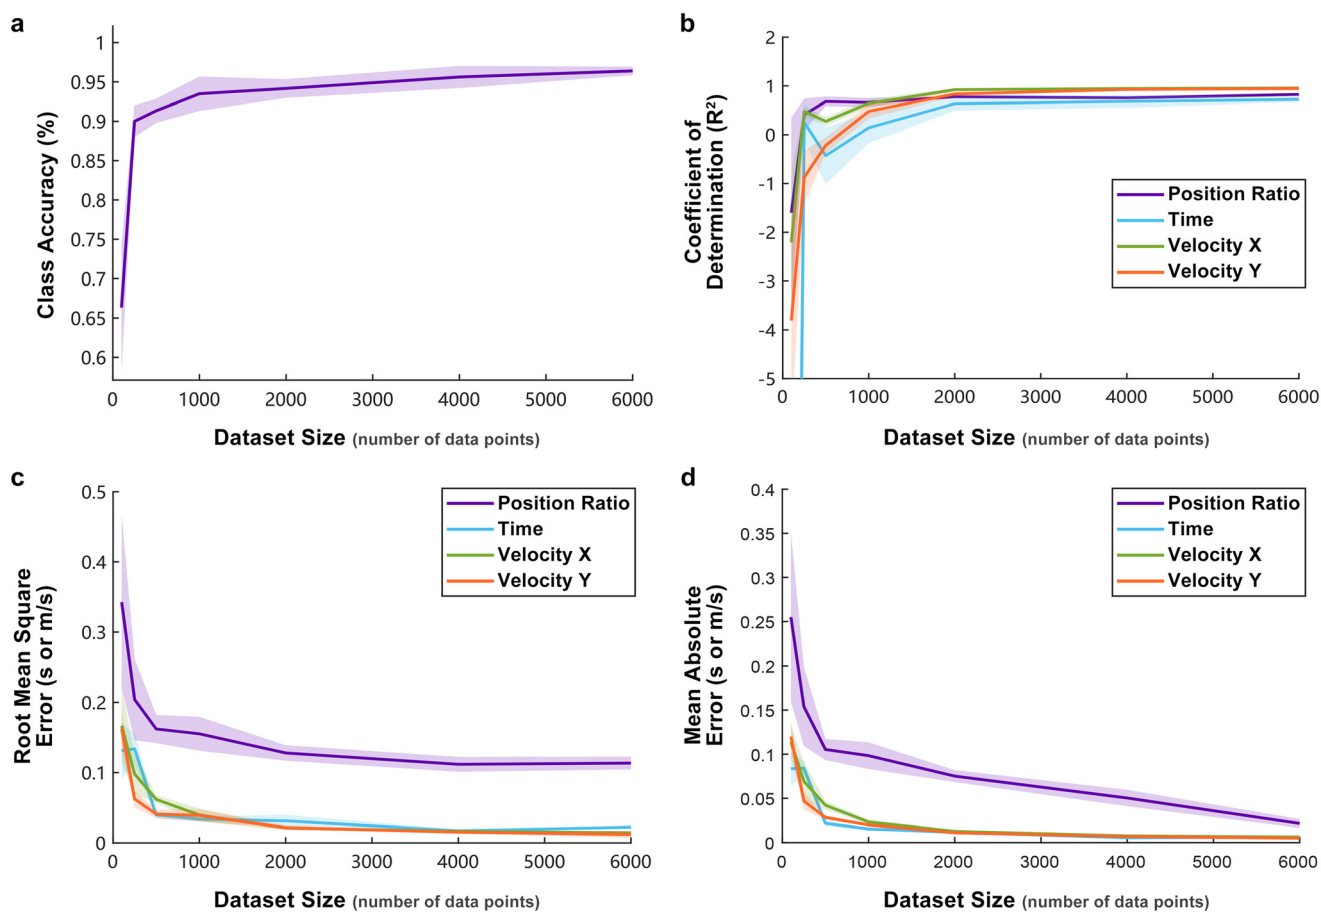 a
Class Accuracy (%)
1
0.95
0.9
0.85
0.8
0.75
0.7
0.65
0.6
0 1000 2000 3000 4000 5000 6000
Dataset Size (number of data points)
b
Coefficient of
Determination (R²)
2
1
0
-1
-2
-3
-4
-5
0 1000 2000 3000 4000 5000 6000
Dataset Size (number of data points)
Position Ratio
Time
Velocity X
Velocity Y
c
Root Mean Square
Error (s or m/s)
0.5
0.4
0.3
0.2
0.1
0
0 1000 2000 3000 4000 5000 6000
Dataset Size (number of data points)
Position Ratio
Time
Velocity X
Velocity Y
d
Mean Absolute
Error (s or m/s)
0.4
0.35
0.3
0.25
0.2
0.15
0.1
0.05
0
0 1000 2000 3000 4000 5000 6000
Dataset Size (number of data points)
Position Ratio
Time
Velocity X
Velocity Y